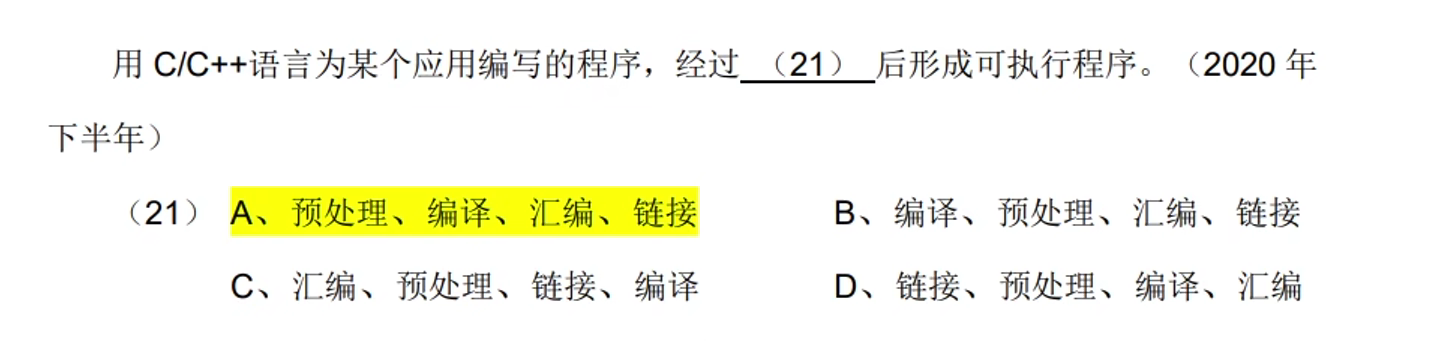 用 C/C++语言为某个应用编写的程序，经过 （21） 后形成可执行程序。（2020 年
下半年）
（21） A、预处理、编译、汇编、链接 B、编译、预处理、汇编、链接
C、汇编、预处理、链接、编译 D、链接、预处理、编译、汇编